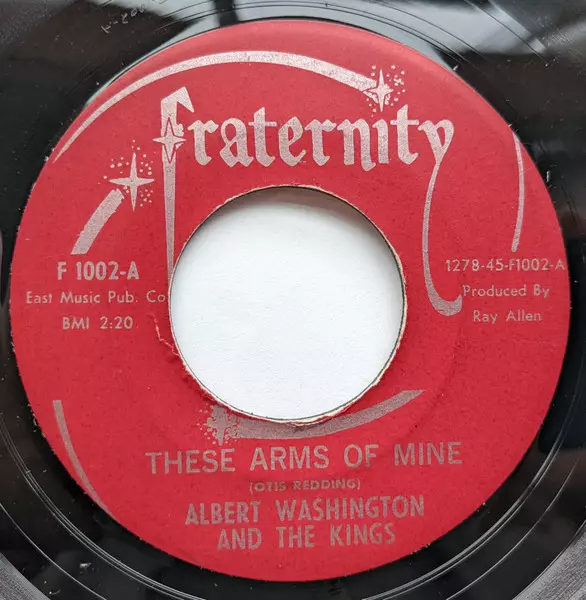 Fraternity
F 1002-A
East Music Pub. Co
BMI 2:20
1278-45-F1002-A
Produced By
Ray Allen
THESE ARMS OF MINE
(OTIS REDDING)
ALBERT WASHINGTON
AND THE KINGS